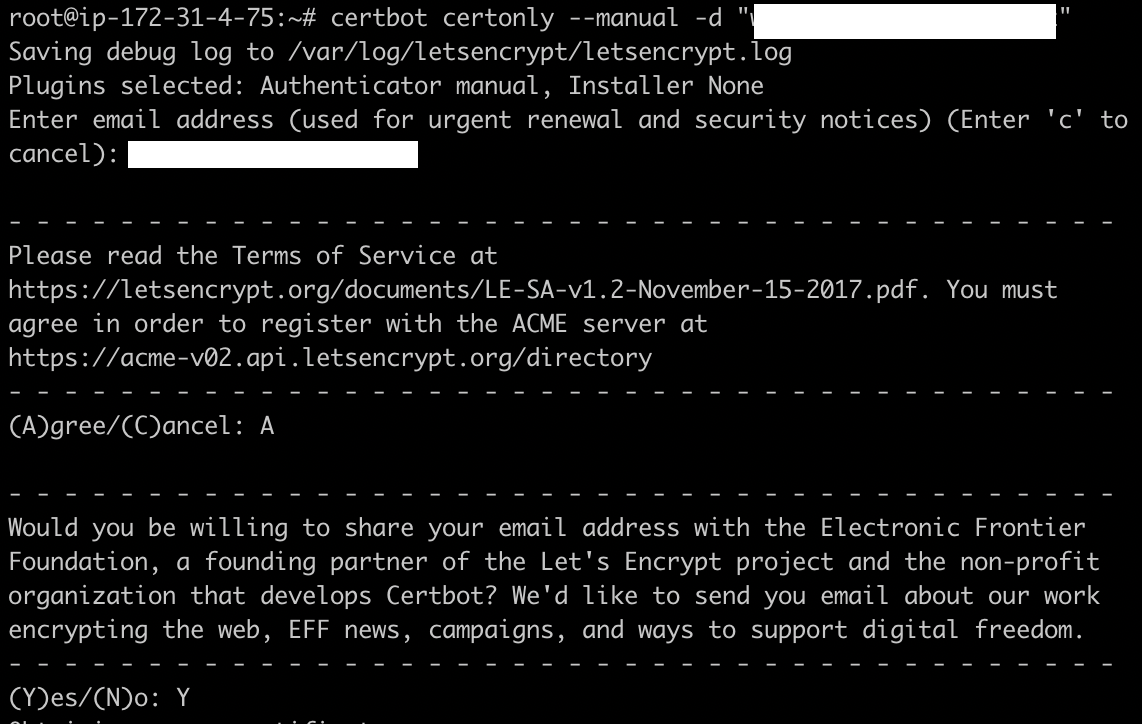 root@ip-172-31-4-75:~# certbot certonly --manual -d "
Saving debug log to /var/log/letsencrypt/letsencrypt.log
Plugins selected: Authenticator manual, Installer None
Enter email address (used for urgent renewal and security notices) (Enter 'c' to
cancel):
- - - - - - - - - - - - - - - - - - - - - - - - - - - - - - - - - - - - - - - -
Please read the Terms of Service at
https://letsencrypt.org/documents/LE-SA-v1.2-November-15-2017.pdf. You must
agree in order to register with the ACME server at
https://acme-v02.api.letsencrypt.org/directory
- - - - - - - - - - - - - - - - - - - - - - - - - - - - - - - - - - - - - - - -
(A)gree/(C)ancel: A
- - - - - - - - - - - - - - - - - - - - - - - - - - - - - - - - - - - - - - - -
Would you be willing to share your email address with the Electronic Frontier
Foundation, a founding partner of the Let's Encrypt project and the non-profit
organization that develops Certbot? We'd like to send you email about our work
encrypting the web, EFF news, campaigns, and ways to support digital freedom.
- - - - - - - - - - - - - - - - - - - - - - - - - - - - - - - - - - - - - - - -
(Y)es/(N)o: Y